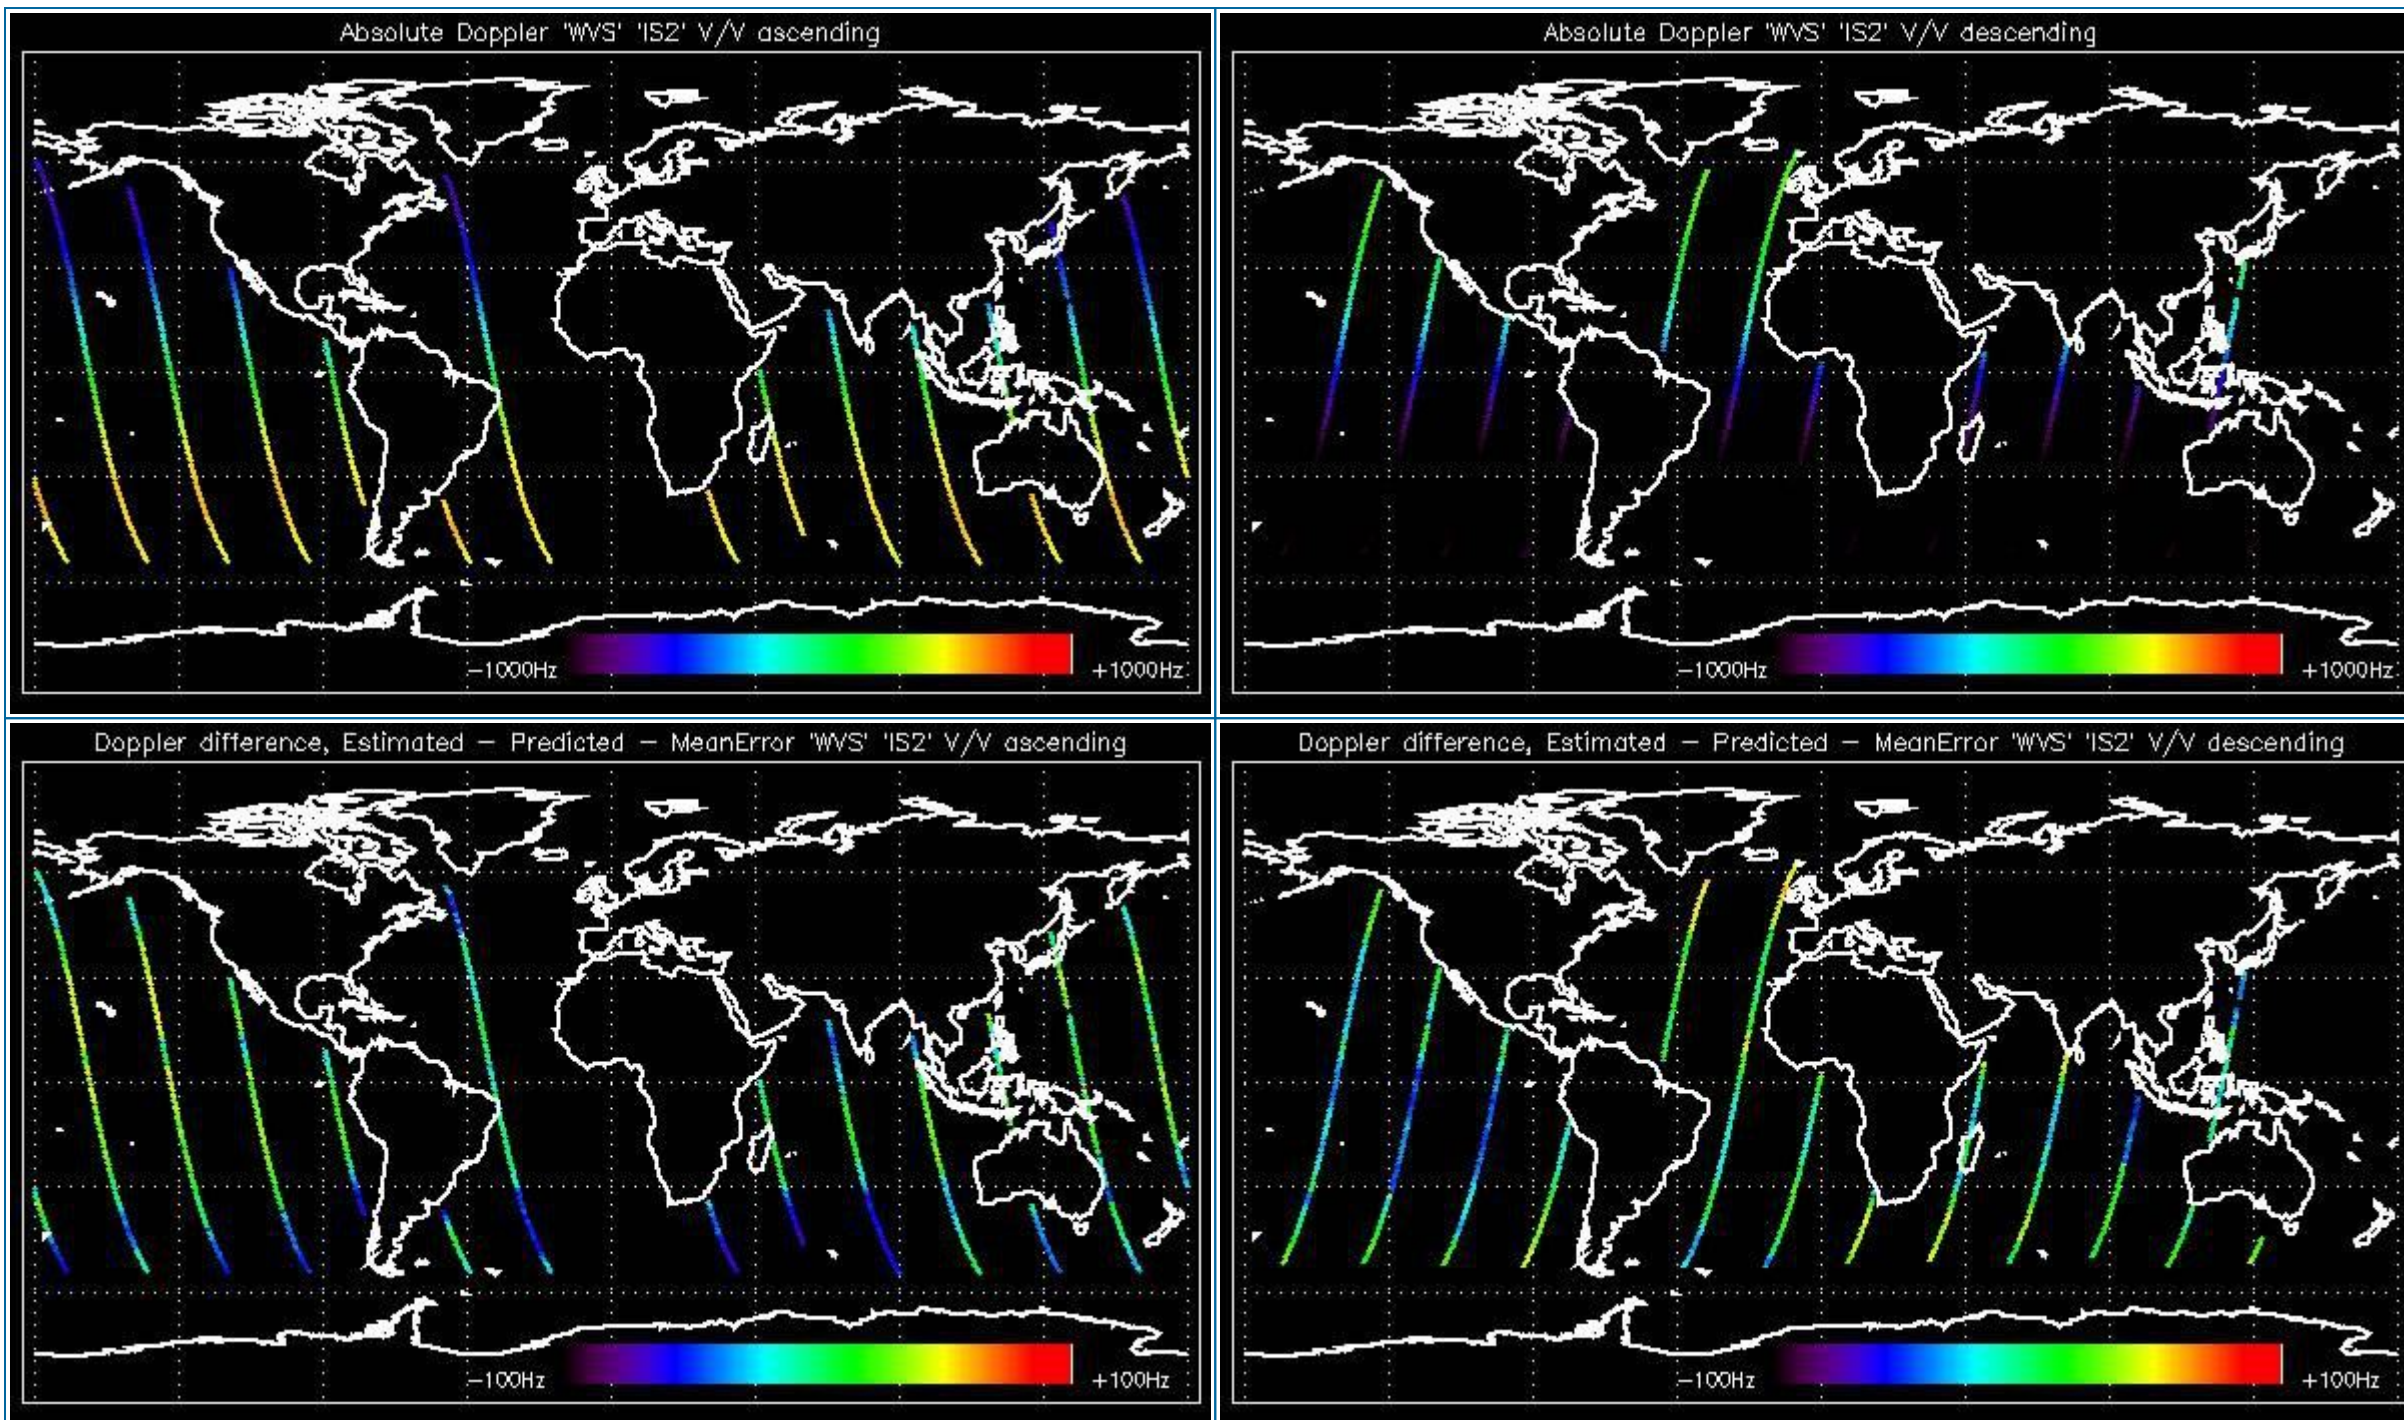 Absolute Doppler 'WVS' 'IS2' V/V ascending
-1000Hz +1000Hz
Absolute Doppler 'WVS' 'IS2' V/V descending
-1000Hz +1000Hz
Doppler difference, Estimated - Predicted - MeanError 'WVS' 'IS2' V/V ascending
-100Hz +100Hz
Doppler difference, Estimated - Predicted - MeanError 'WVS' 'IS2' V/V descending
-100Hz +100Hz